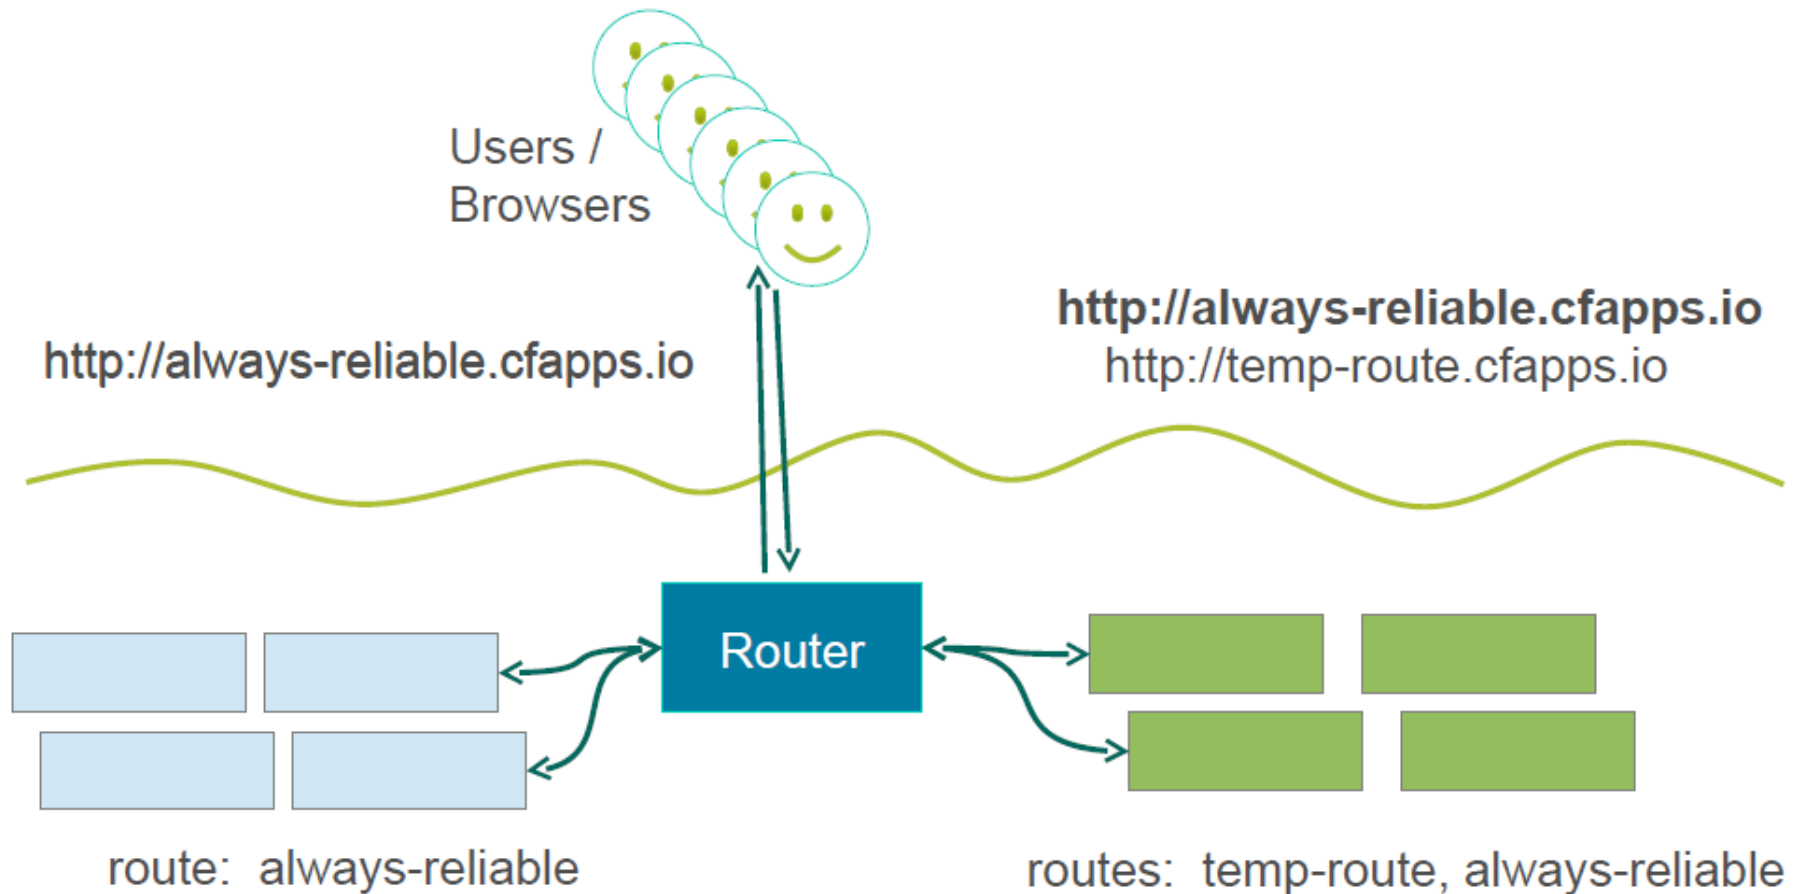 Users /
Browsers
http://always-reliable.cfapps.io
http://always-reliable.cfapps.io
http://temp-route.cfapps.io
Router
route: always-reliable
routes: temp-route, always-reliable